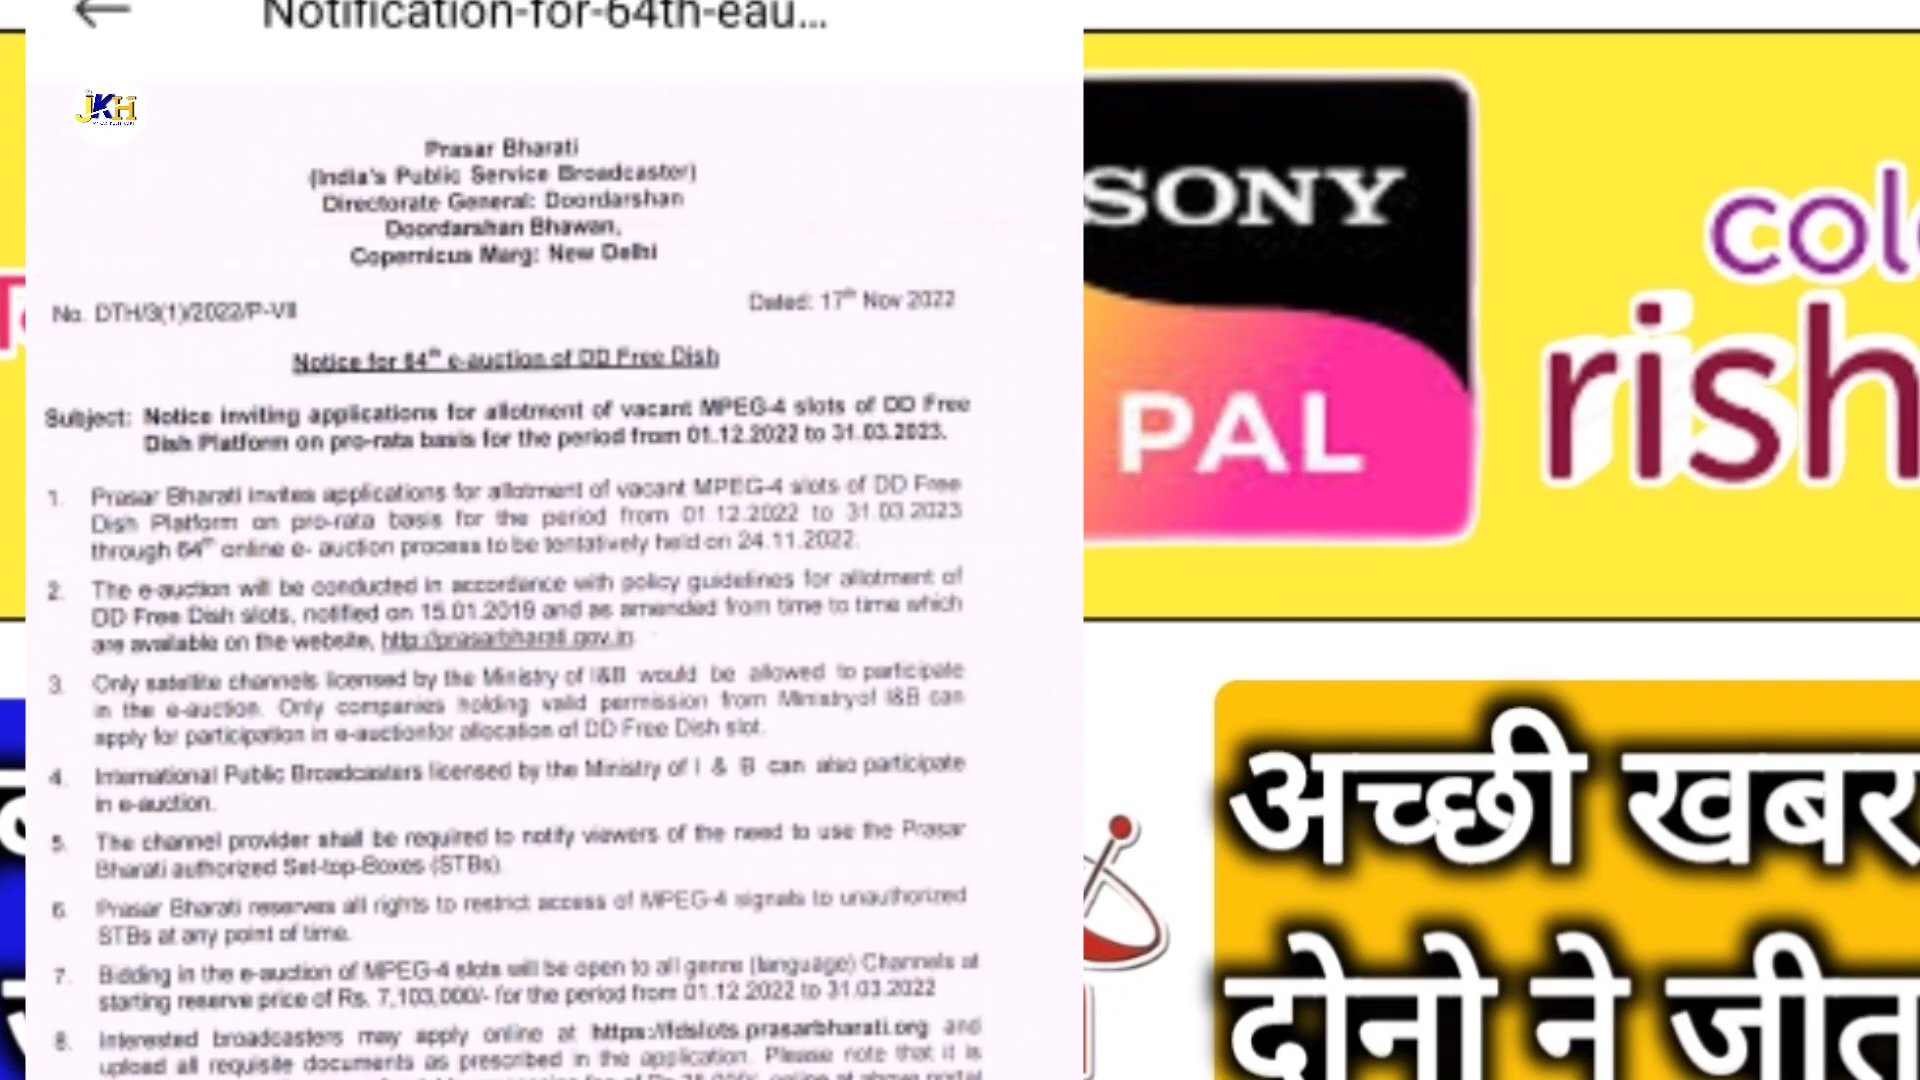 Notification-for-64th-eau...
JKH
Prasar Bharati
(India's Public Service Broadcaster)
Directorate General: Doordarshan
Doordarshan Bhawan,
Copernicus Marg: New Delhi
No. DTH/3(1)/2022/P-VII
Dated: 17th Nov 2022
Notice for 64th e-auction of DD Free Dish
Subject: Notice inviting applications for allotment of vacant MPEG-4 slots of DD Free
Dish Platform on pro-rata basis for the period from 01.12.2022 to 31.03.2023.
1. Prasar Bharati invites applications for allotment of vacant MPEG-4 slots of DD Free
Dish Platform on pro-rata basis for the period from 01.12.2022 to 31.03.2023
through 64th online e- auction process to be tentatively held on 24.11.2022.
2. The e-auction will be conducted in accordance with policy guidelines for allotment of
DD Free Dish slots, notified on 15.01.2019 and as amended from time to time which
are available on the website, http://prasarbharati.gov.in.
3. Only satellite channels licensed by the Ministry of I&B would be allowed to participate
in the e-auction. Only companies holding valid permission from Ministryof I&B can
apply for participation in e-auctionfor allocation of DD Free Dish slot.
4. International Public Broadcasters licensed by the Ministry of I & B can also participate
in e-auction.
5. The channel provider shall be required to notify viewers of the need to use the Prasar
Bharati authorized Set-top-Boxes (STBs).
6. Prasar Bharati reserves all rights to restrict access of MPEG-4 signals to unauthorized
STBs at any point of time.
7. Bidding in the e-auction of MPEG-4 slots will be open to all genre (language) Channels at
starting reserve price of Rs. 7,103,000/- for the period from 01.12.2022 to 31.03.2022
8. Interested broadcasters may apply online at https://fdslots.prasarbharati.org and
upload all requisite documents as prescribed in the application. Please note that it is
SONY
PAL
colo
rish
अच्छी खबर
दोनो ने जीत